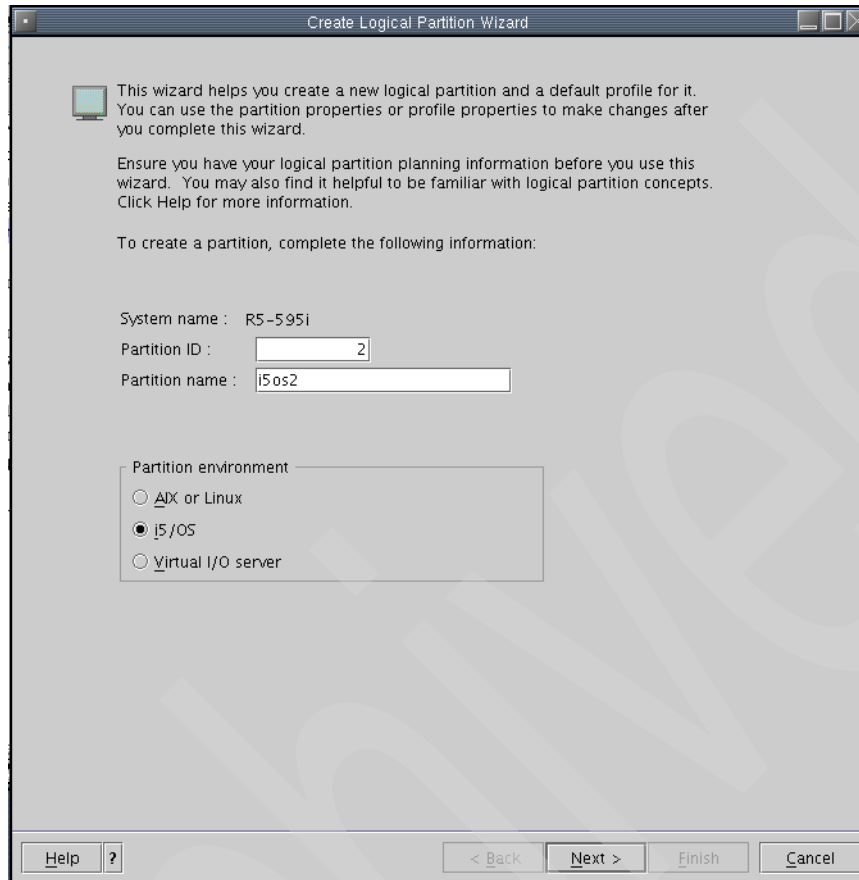 Create Logical Partition Wizard
This wizard helps you create a new logical partition and a default profile for it.
You can use the partition properties or profile properties to make changes after
you complete this wizard.
Ensure you have your logical partition planning information before you use this
wizard. You may also find it helpful to be familiar with logical partition concepts.
Click Help for more information.
To create a partition, complete the following information:
System name : R5-595i
Partition ID : 2
Partition name : i5os2
Partition environment
AIX or Linux
i5/OS
Virtual I/O server
Help ? < Back Next > Finish Cancel